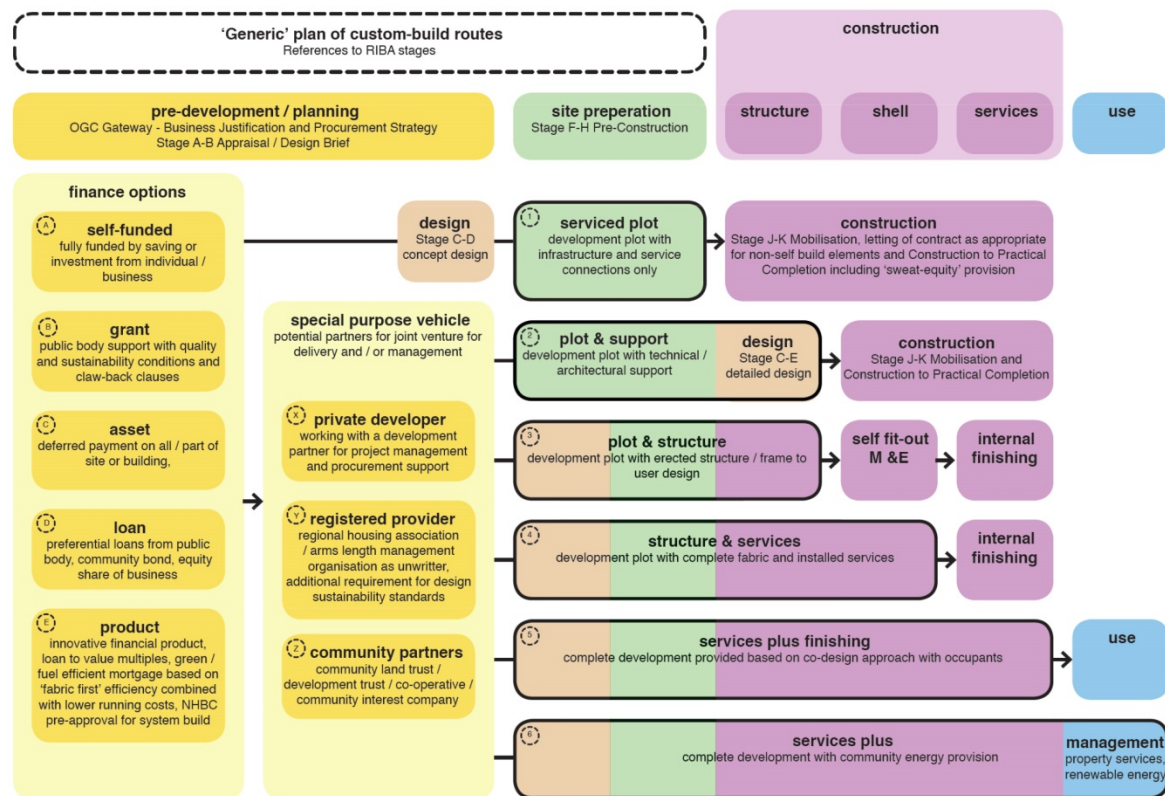 ‘Generic’ plan of custom-build routes
References to RIBA stages
construction
pre-development / planning
OGC Gateway - Business Justification and Procurement Strategy
Stage A-B Appraisal / Design Brief
site preperation
Stage F-H Pre-Construction
structure
shell
services
use
finance options
A
self-funded
fully funded by saving or
investment from individual /
business
B
grant
public body support with quality
and sustainability conditions and
claw-back clauses
C
asset
deferred payment on all / part of
site or building,
D
loan
preferential loans from public
body, community bond, equity
share of business
E
product
innovative financial product,
loan to value multiples, green /
fuel efficient mortgage based on
‘fabric first’ efficiency combined
with lower running costs, NHBC
pre-approval for system build
special purpose vehicle
potential partners for joint venture for
delivery and / or management
X
private developer
working with a development
partner for project management
and procurement support
Y
registered provider
regional housing association
/ arms length management
organisation as unwritter,
additional requirement for design
sustainability standards
Z
community partners
community land trust /
development trust / co-operative /
community interest company
design
Stage C-D
concept design
1
serviced plot
development plot with
infrastructure and service
connections only
construction
Stage J-K Mobilisation, letting of contract as appropriate
for non-self build elements and Construction to Practical
Completion including ‘sweat-equity’ provision
2
plot & support
development plot with technical /
architectural support
design
Stage C-E
detailed design
construction
Stage J-K Mobilisation and
Construction to Practical Completion
3
plot & structure
development plot with erected structure / frame to
user design
self fit-out
M &E
internal
finishing
4
structure & services
development plot with complete fabric and installed services
internal
finishing
5
services plus finishing
complete development provided based on co-design approach with occupants
use
6
services plus
complete development with community energy provision
management
property services,
renewable energy